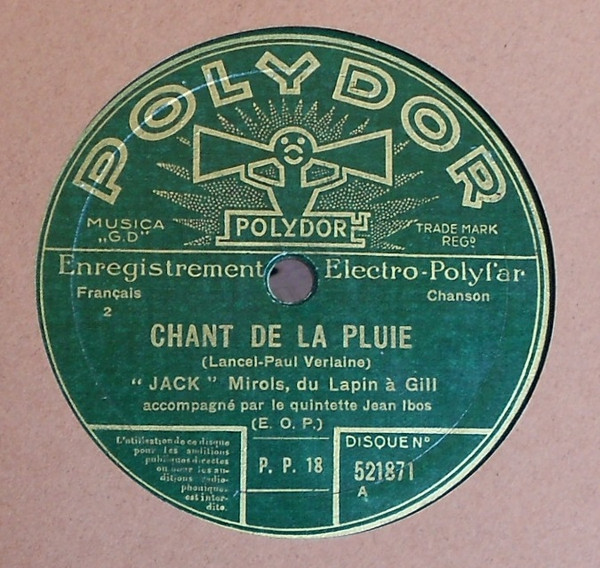 POLYDOR
POLYDOR
MUSICA
„G.D"
TRADE MARK
REGD
Enregistrement Electro-Polyfar
Français
2
Chanson
CHANT DE LA PLUIE
(Lancel-Paul Verlaine)
" JACK " Mirols, du Lapin à Gill
accompagné par le quintette Jean Ibos
(E. O. P.)
L'utilisation de ce disque
pour les auditions
publiques directes
ou pour les au-
ditions radio-
phoniques
est inter-
dite.
P. P. 18
DISQUE No
521871
A